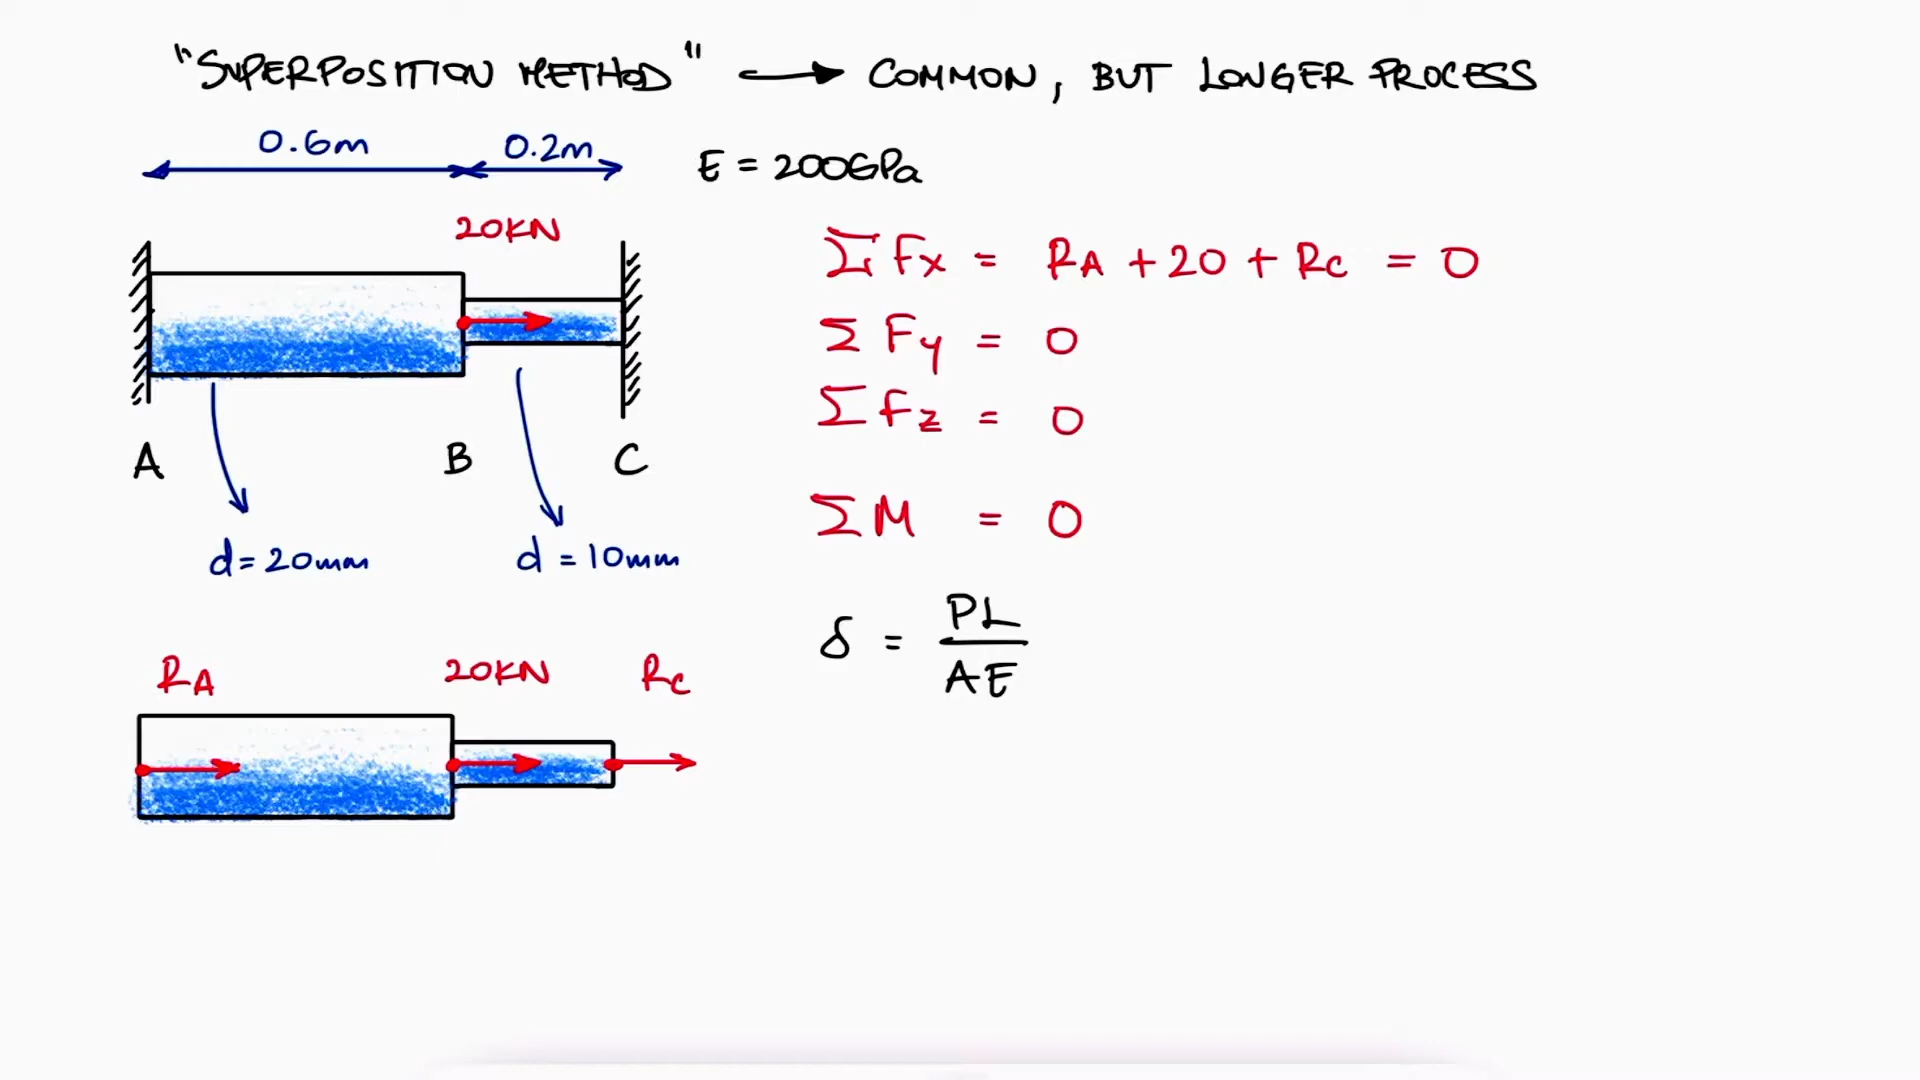 "SUPERPOSITION METHOD" → COMMON, BUT LONGER PROCESS
0.6m 0.2m
E = 200GPa
20KN
ΣFx = RA + 20 + Rc = 0
ΣFy = 0
ΣFz = 0
A B C
ΣM = 0
d = 20mm d = 10mm
δ = PL
AE
RA 20KN Rc